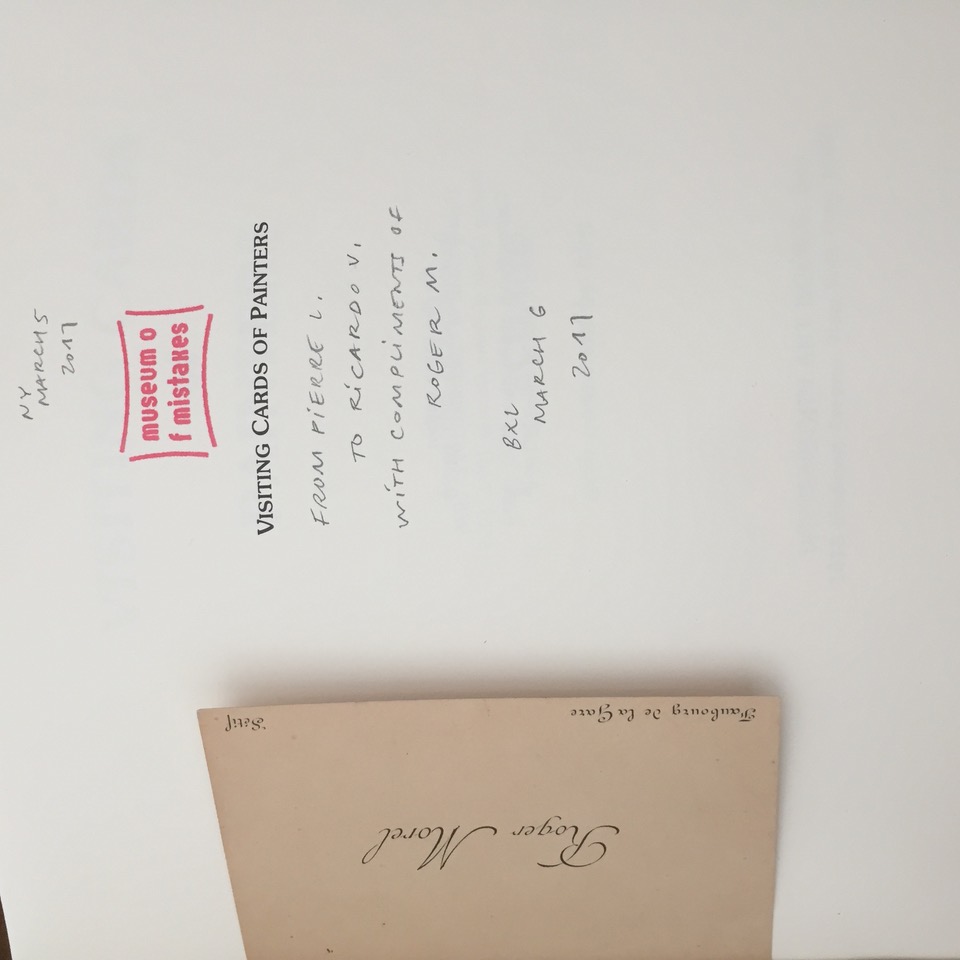 NY
MARCH 5
2017
museum o
f mistakes
VISITING CARDS OF PAINTERS
FROM PIERRE L.
TO RICARDO V.
WITH COMPLIMENTS OF
ROGER M.
BXL
MARCH 6
2017
Roger Morel
Faubourg de la Gare
Sétif